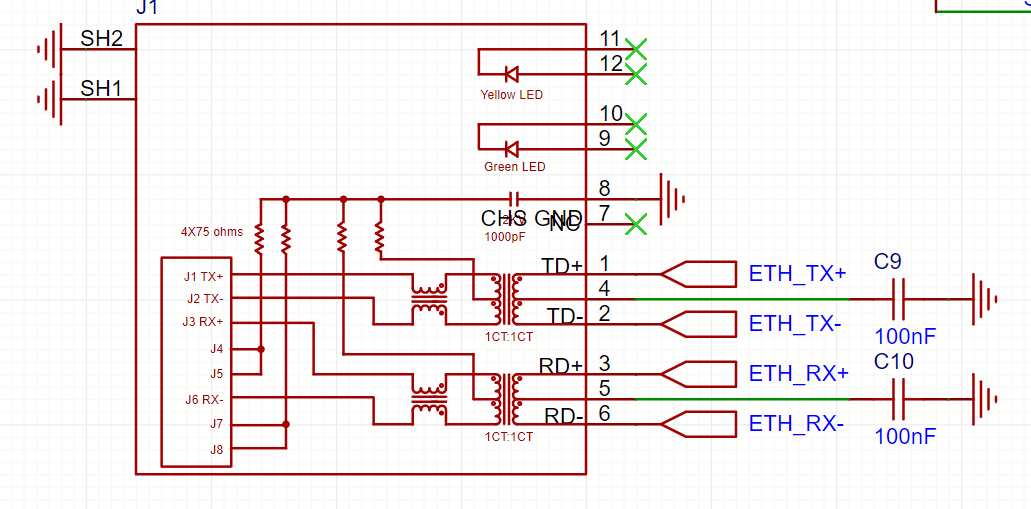 J1
SH2
SH1
11
12
Yellow LED
10
9
Green LED
8
CHS GND
7
NC
1000pF
4X75 ohms
J1 TX+
J2 TX-
J3 RX+
J4
J5
J6 RX-
J7
J8
TD+
1
ETH_TX+
4
TD-
2
ETH_TX-
1CT:1CT
C9
100nF
RD+
3
ETH_RX+
5
RD-
6
ETH_RX-
1CT:1CT
C10
100nF